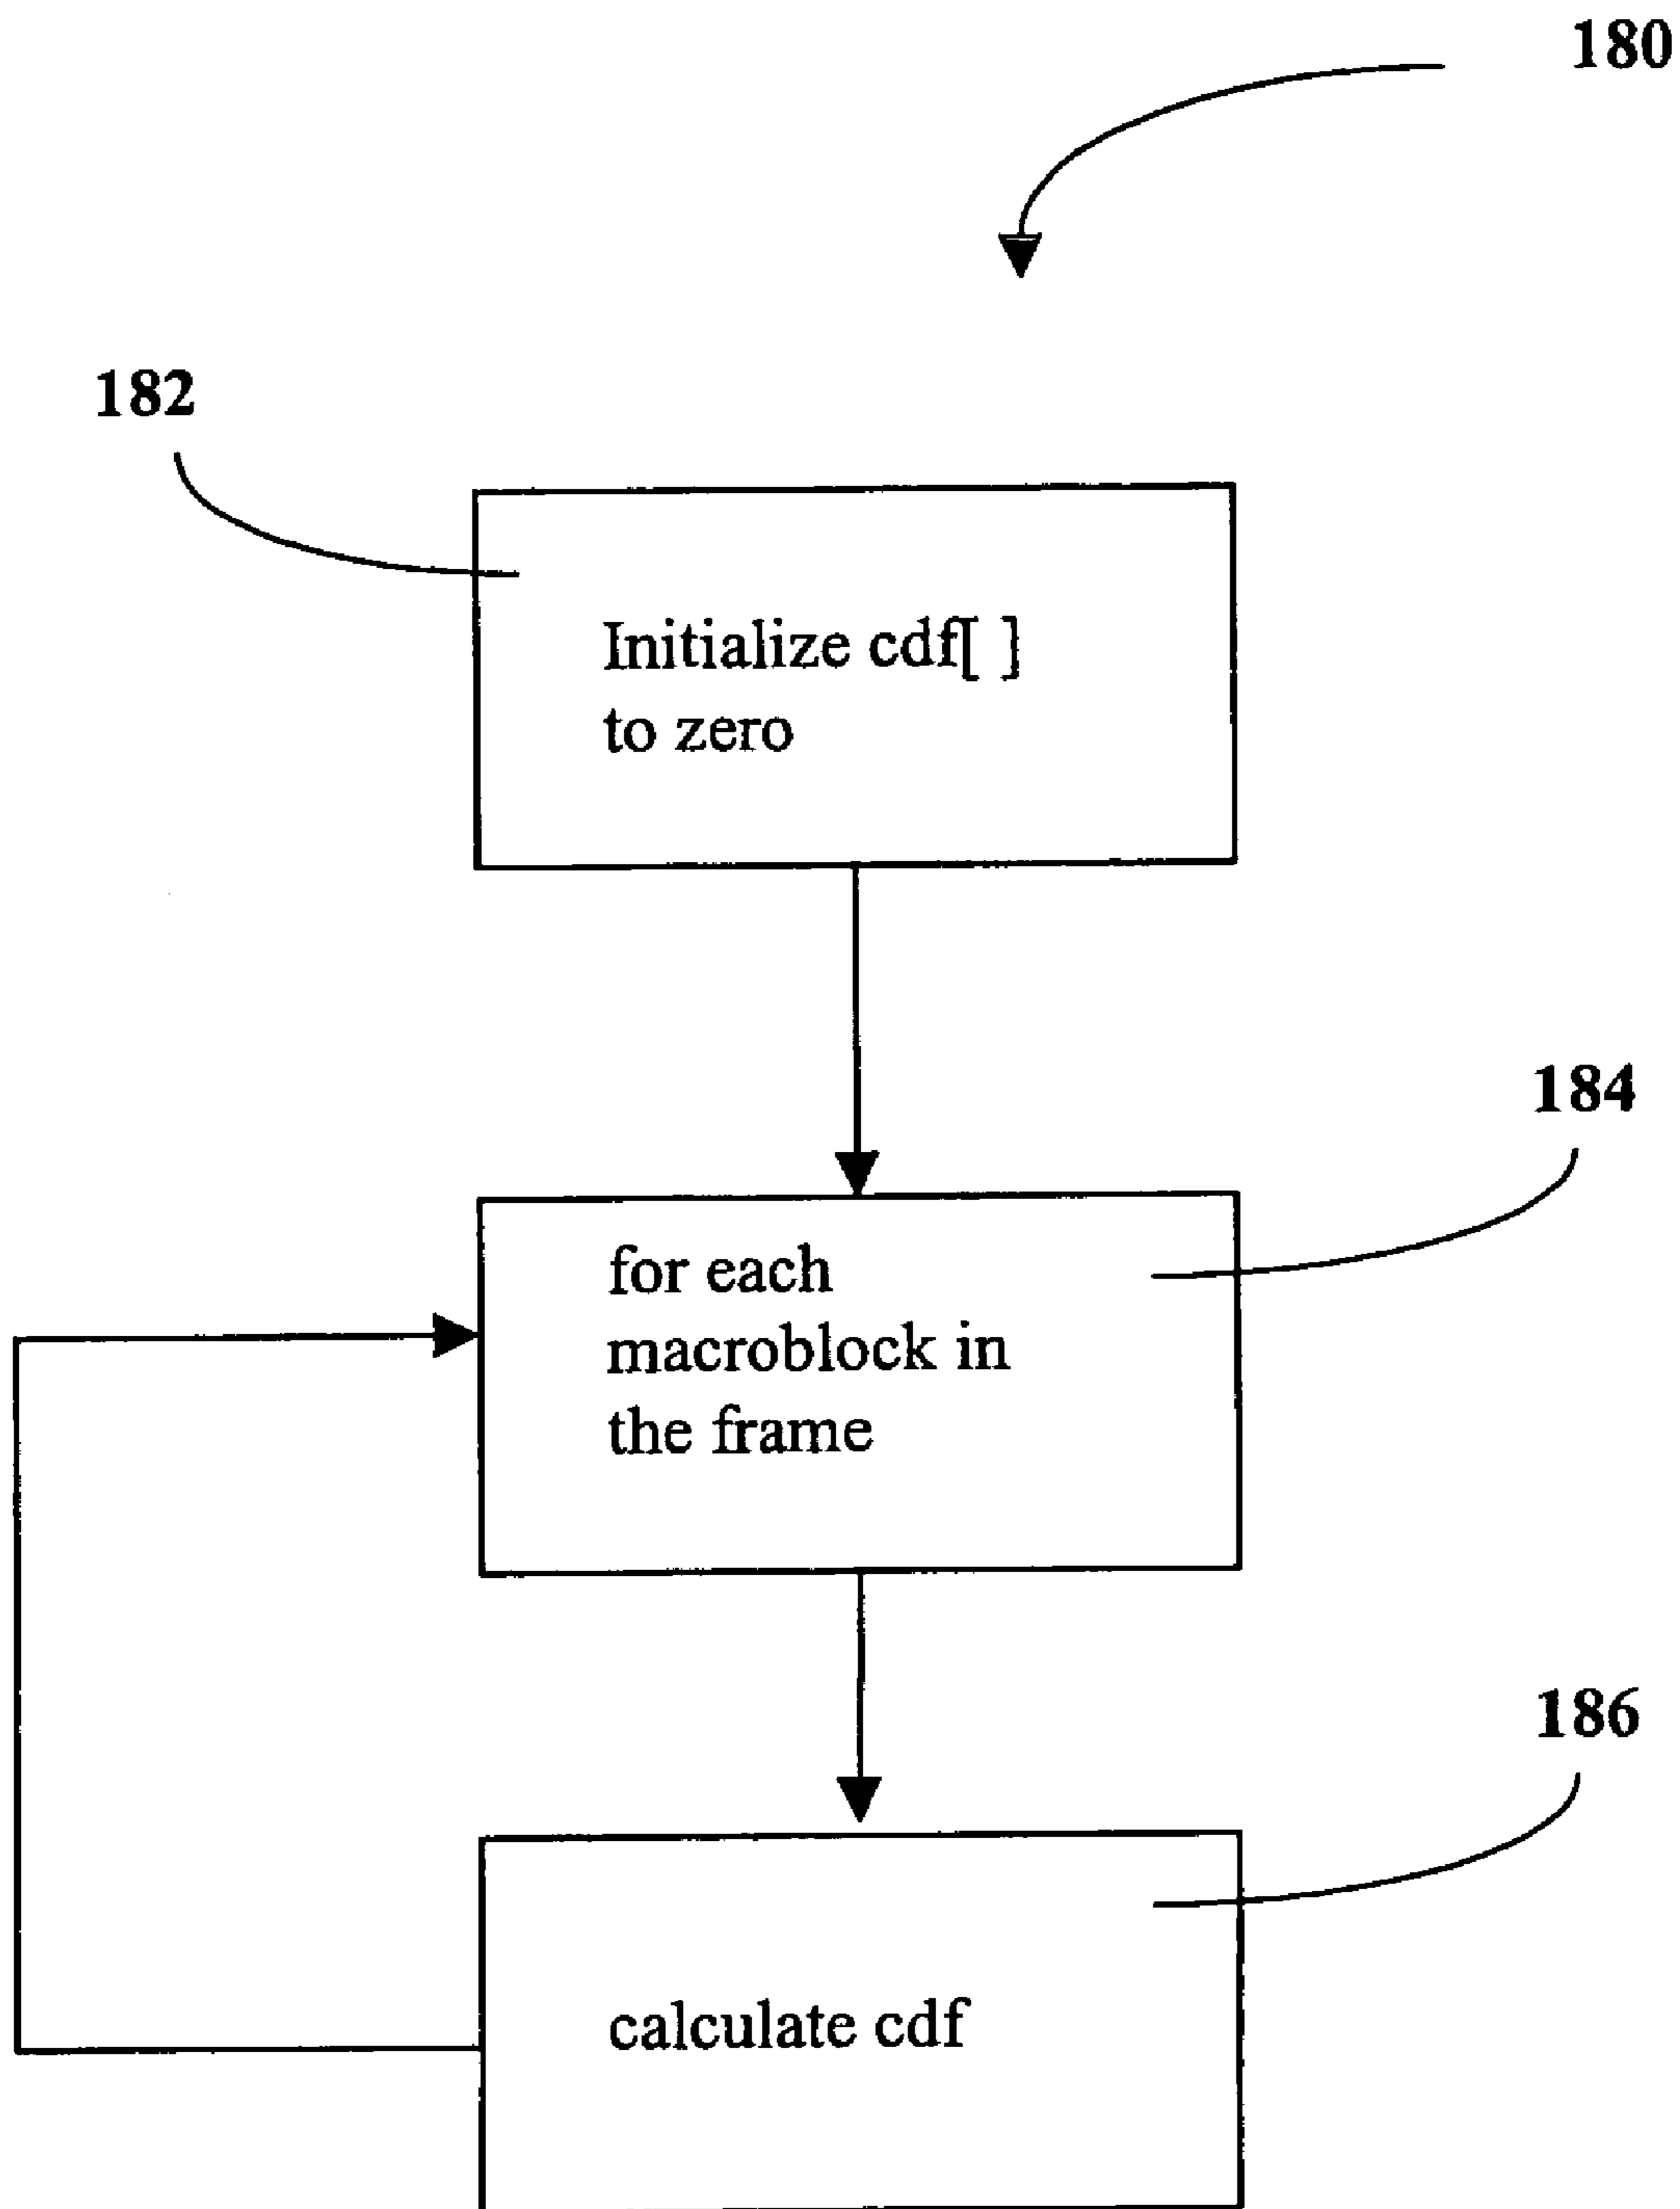 180
182
Initialize cdf[ ]
to zero
184
for each
macroblock in
the frame
186
calculate cdf